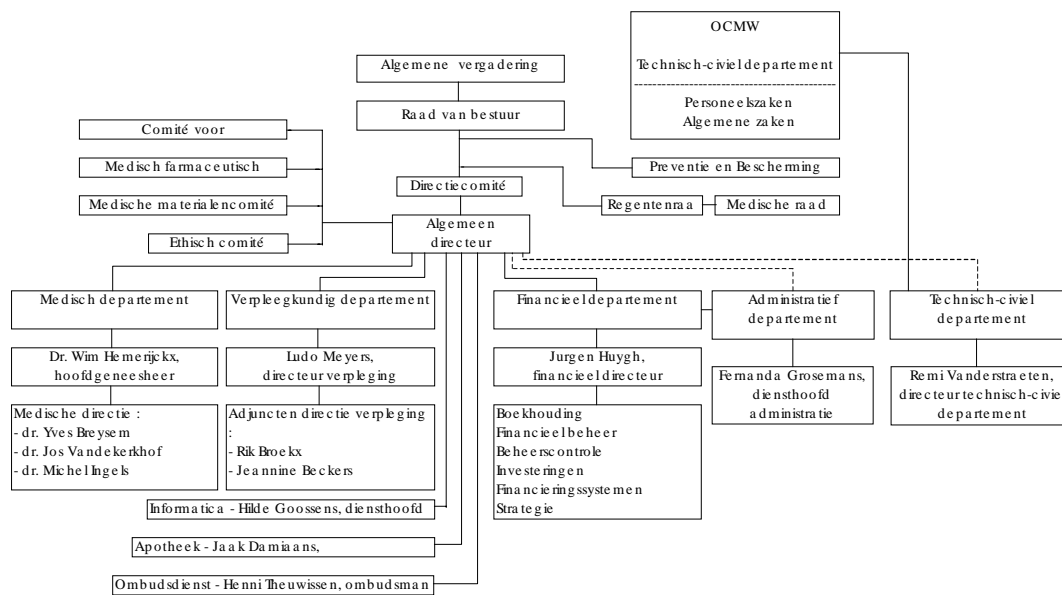 OCMW
Technisch-civiel departement
Personeelszaken
Algemene zaken
Algemene vergadering
Raad van bestuur
Comité voor
Medisch farmaceutisch
Medische materialencomité
Ethisch comité
Preventie en Bescherming
Directiecomité
Regentenraa
Medische raad
Algemeen
directeur
Medisch departement
Verpleegkundig departement
Financieel departement
Administratief
departement
Technisch-civiel
departement
Dr. Wim Hemerijckx,
hoofdgeneesheer
Ludo Meyers,
directeur verpleging
Jurgen Huygh,
financieel directeur
Fernanda Grosemans,
diensthoofd
administratie
Remi Vanderstraeten,
directeur technisch-civie
departement
Medische directie :
- dr. Yves Breysem
- dr. Jos Vandekerkhof
- dr. Michel Ingels
Adjuncten directie verpleging
:
- Rik Broekx
- Jeannine Beckers
Boekhouding
Financieel beheer
Beheerscontrole
Investeringen
Financieringssystemen
Strategie
Informatica - Hilde Goossens, diensthoofd
Apotheek - Jaak Damiaans,
Ombudsdienst - Henni Theuwissen, ombudsman